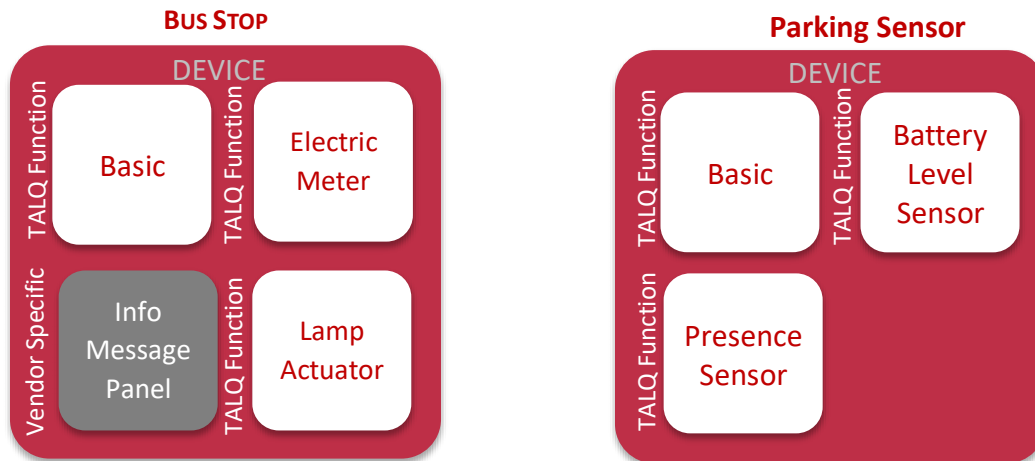 BUS STOP
DEVICE
TALQ Function
Basic
TALQ Function
Electric
Meter
Vendor Specific
Info
Message
Panel
TALQ Function
Lamp
Actuator
Parking Sensor
DEVICE
TALQ Function
Basic
TALQ Function
Battery
Level
Sensor
TALQ Function
Presence
Sensor